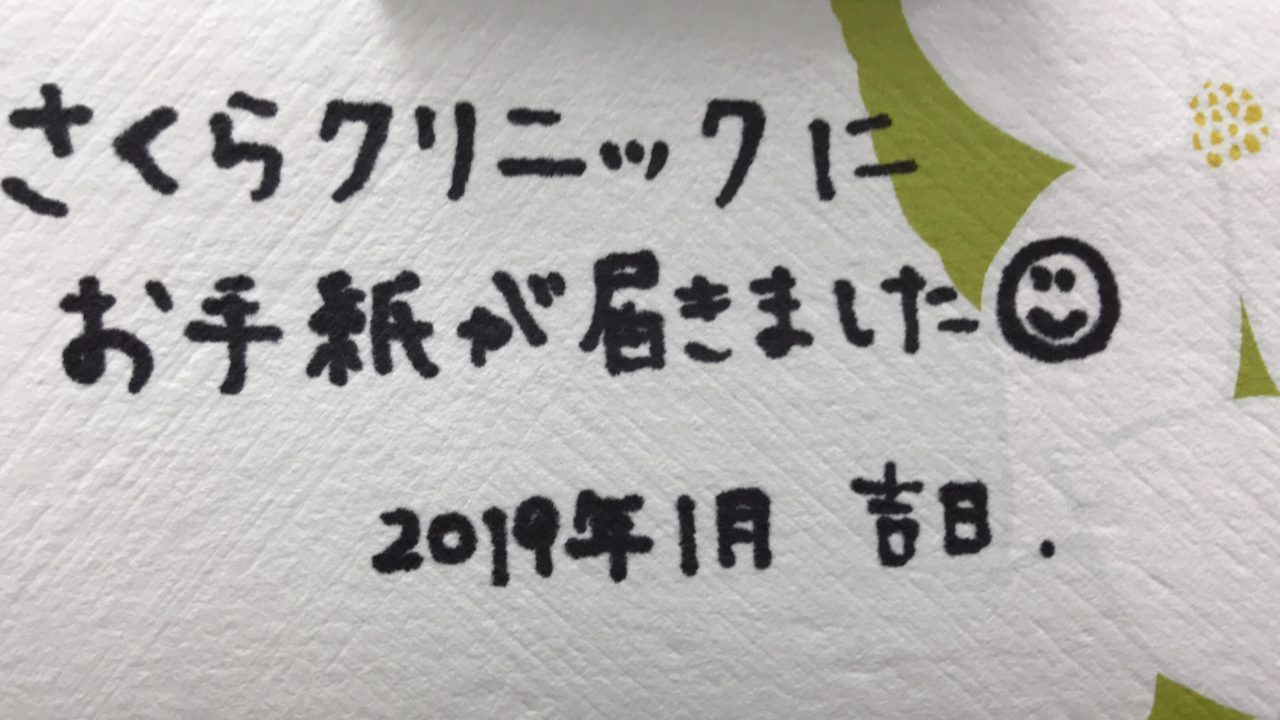 さくらクリニックに
お手紙が届きました☺
2019年1月 吉日.